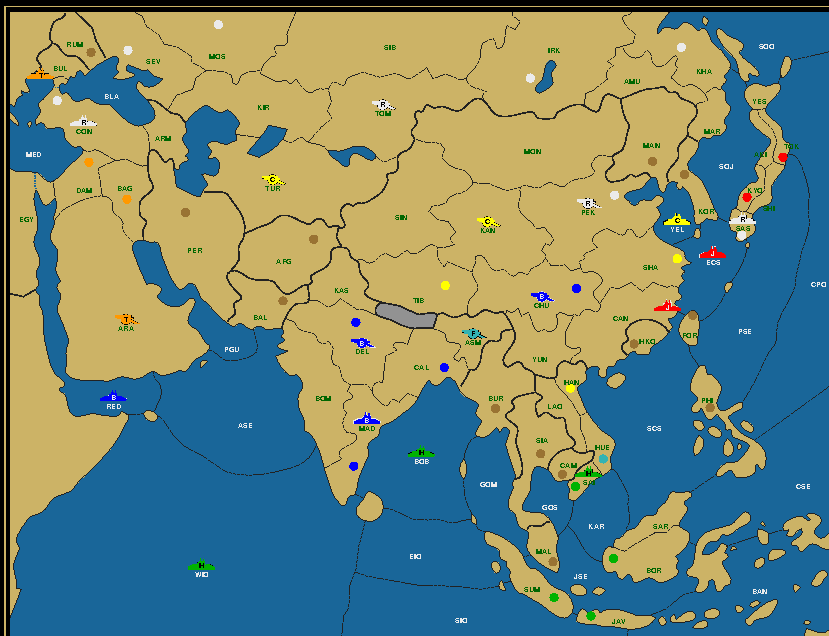 SOO
RUM
MOS
SIB
IRK
SEV
BUL
T
KHA
AMU
BLA
YES
R
TOM
KIR
CON
R
MAR
ARM
MAN
TOK
AKI
MED
MON
SOJ
C
TUR
DAM
BAG
KYO
R
PEK
KOR
EGY
SIN
C
KAN
C
YEL
R
SAS
PER
J
ECS
AFG
SHA
KAS
TIB
CPO
B
CHU
BAL
J
T
ARA
CAN
PSE
FOR
F
ASM
HKO
B
DEL
PGU
YUN
CAL
HAN
B
RED
BOM
BUR
LAO
PHI
B
MAD
ASE
SCS
SIA
HUE
H
BOB
CAM
H
SAI
GOM
CSE
GOS
KAR
SAR
MAL
EIO
H
WIO
BOR
JSE
SUM
BAN
SIO
JAV